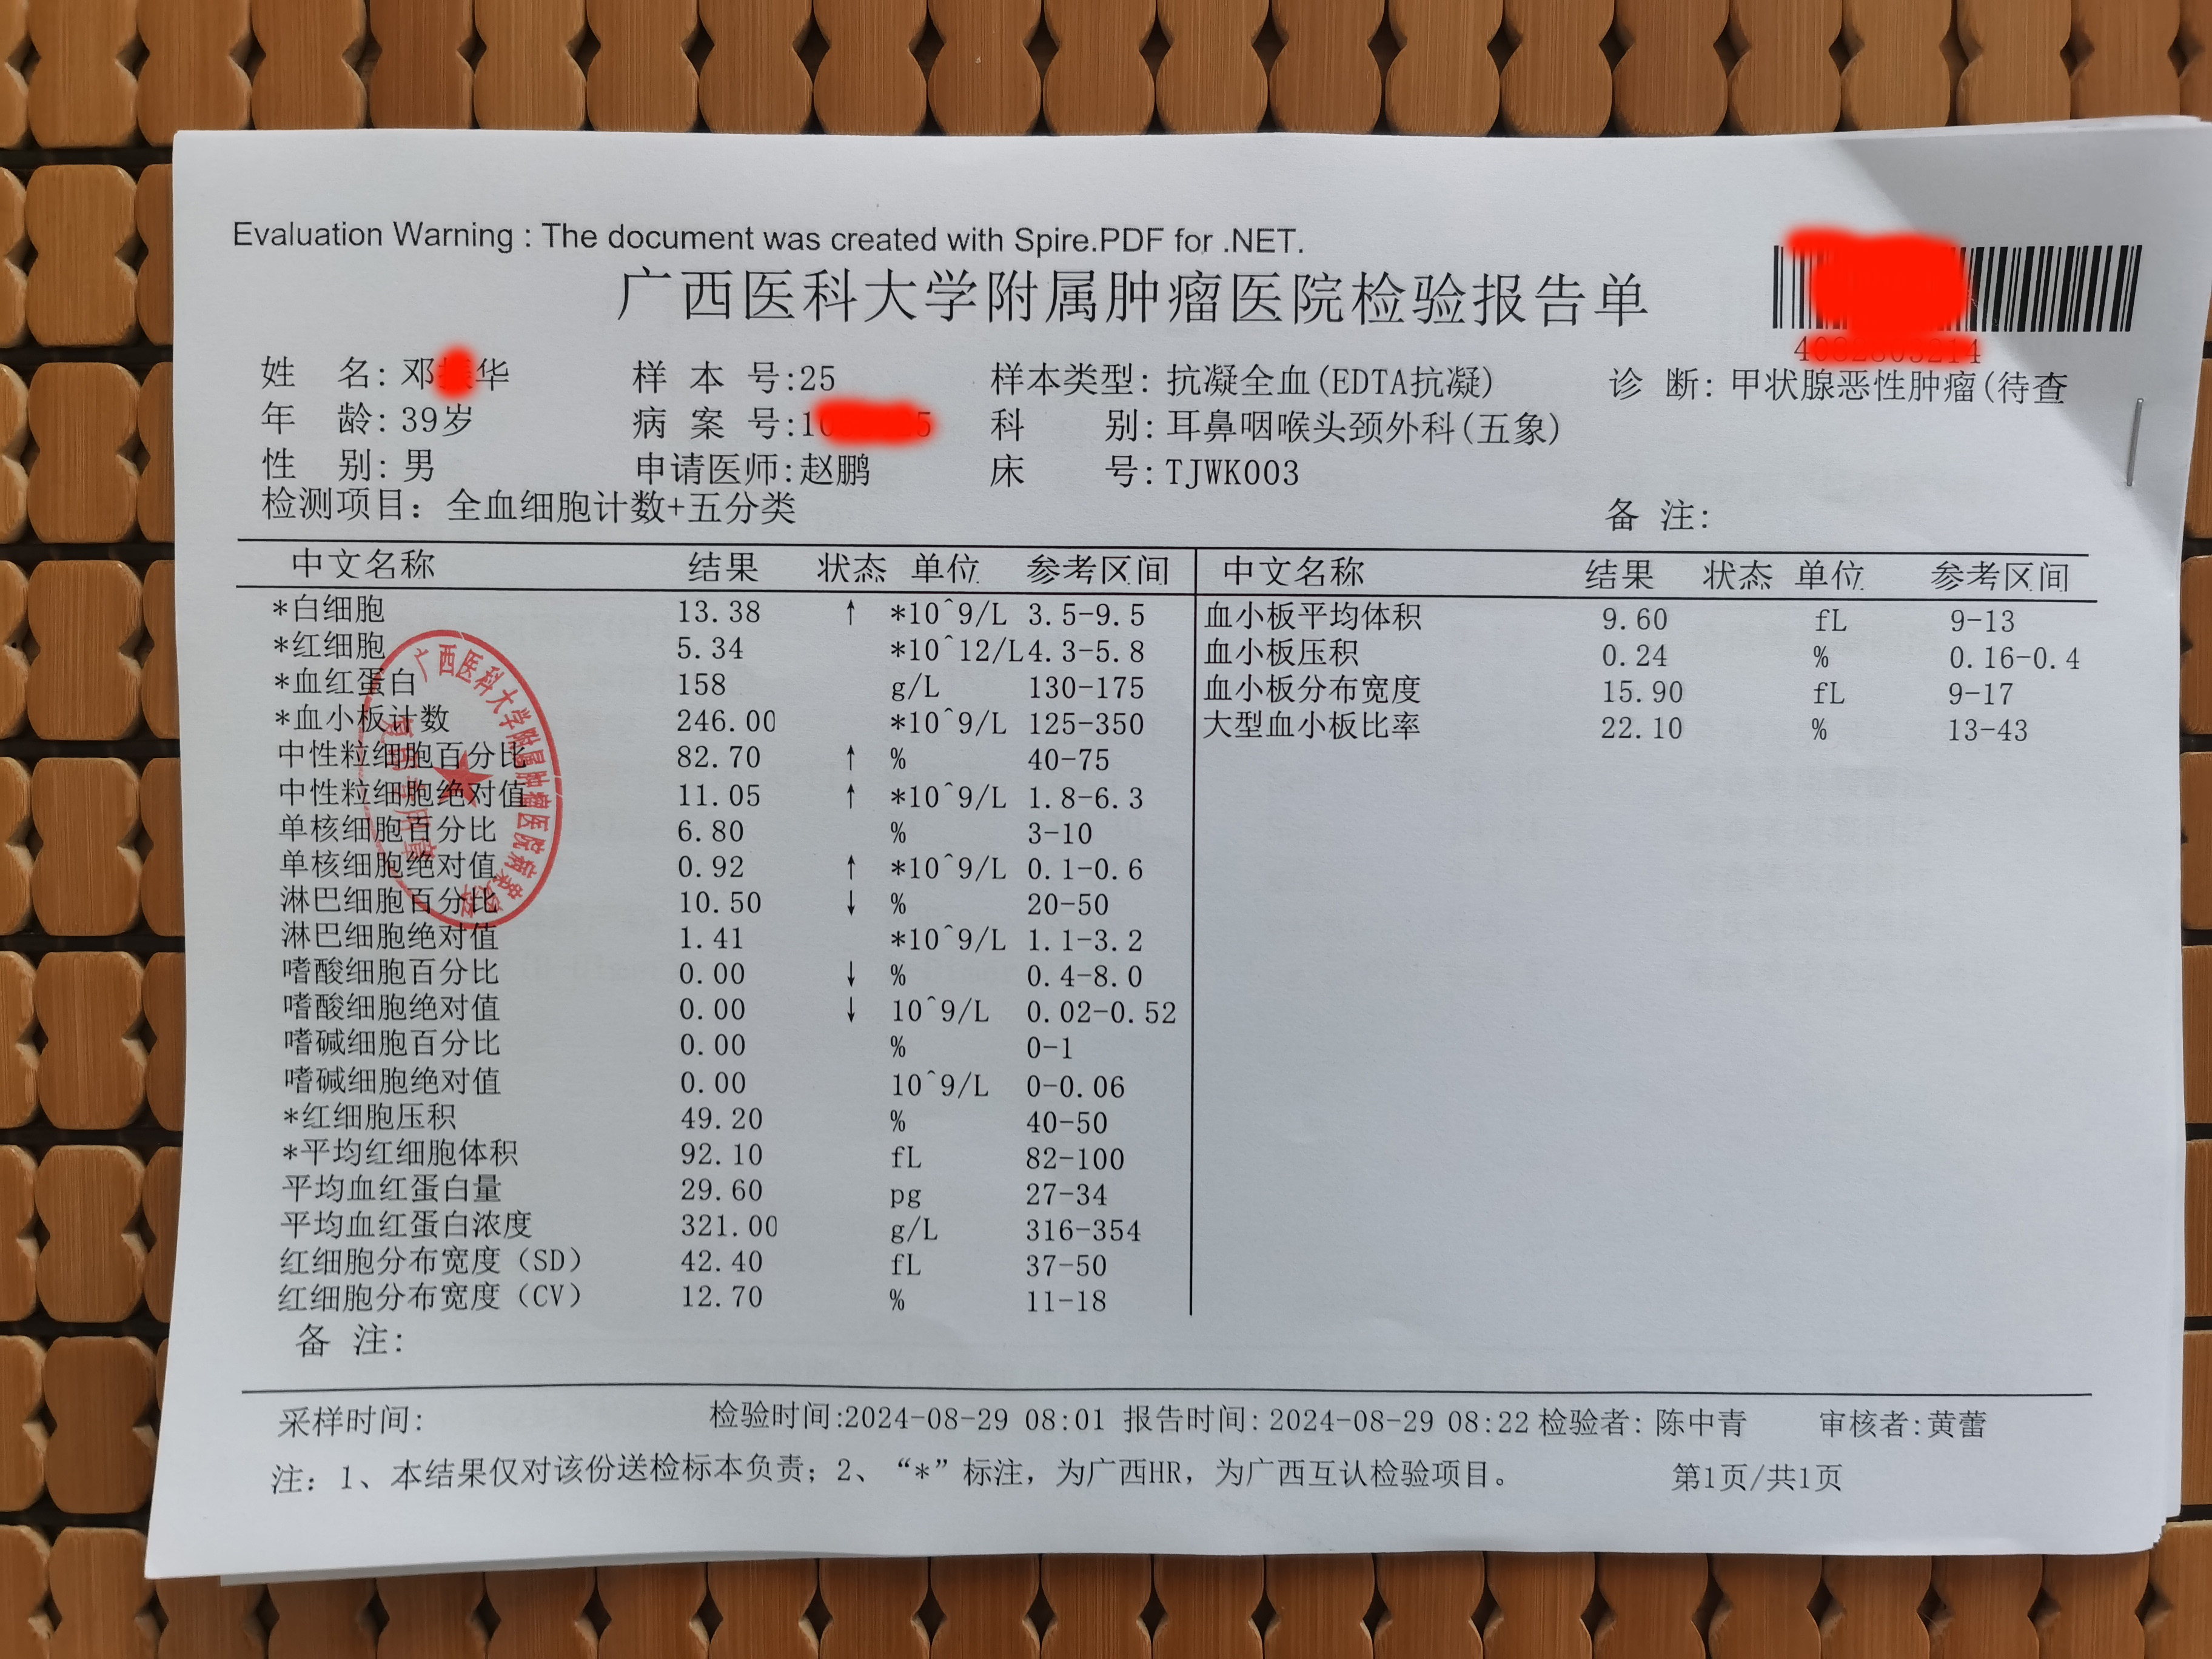 Evaluation Warning : The document was created with Spire.PDF for .NET.
广西医科大学附属肿瘤医院检验报告单
姓 名: 邓 华 样 本 号:25 样本类型: 抗凝全血(EDTA抗凝) 诊 断: 甲状腺恶性肿瘤(待查
年 龄: 39岁 病 案 号: 科 别: 耳鼻咽喉头颈外科(五象)
性 别: 男 申请医师:赵鹏 床 号: TJWK003
检测项目: 全血细胞计数+五分类 备 注:
中文名称 结果 状态 单位 参考区间 中文名称 结果 状态 单位 参考区间
*白细胞 13.38 ↑ *10^9/L 3.5-9.5 血小板平均体积 9.60 fL 9-13
*红细胞 5.34 *10^12/L 4.3-5.8 血小板压积 0.24 % 0.16-0.4
*血红蛋白 158 g/L 130-175 血小板分布宽度 15.90 fL 9-17
*血小板计数 246.00 *10^9/L 125-350 大型血小板比率 22.10 % 13-43
中性粒细胞百分比 82.70 ↑ % 40-75
中性粒细胞绝对值 11.05 ↑ *10^9/L 1.8-6.3
单核细胞百分比 6.80 % 3-10
单核细胞绝对值 0.92 ↑ *10^9/L 0.1-0.6
淋巴细胞百分比 10.50 ↓ % 20-50
淋巴细胞绝对值 1.41 *10^9/L 1.1-3.2
嗜酸细胞百分比 0.00 ↓ % 0.4-8.0
嗜酸细胞绝对值 0.00 ↓ 10^9/L 0.02-0.52
嗜碱细胞百分比 0.00 % 0-1
嗜碱细胞绝对值 0.00 10^9/L 0-0.06
*红细胞压积 49.20 % 40-50
*平均红细胞体积 92.10 fL 82-100
平均血红蛋白量 29.60 pg 27-34
平均血红蛋白浓度 321.00 g/L 316-354
红细胞分布宽度(SD) 42.40 fL 37-50
红细胞分布宽度(CV) 12.70 % 11-18
备 注:
广西医科大学附属肿瘤医院病案
采样时间: 检验时间:2024-08-29 08:01 报告时间: 2024-08-29 08:22 检验者: 陈中青 审核者:黄蕾
注: 1、本结果仅对该份送检标本负责; 2、“*”标注, 为广西HR, 为广西互认检验项目。 第1页/共1页